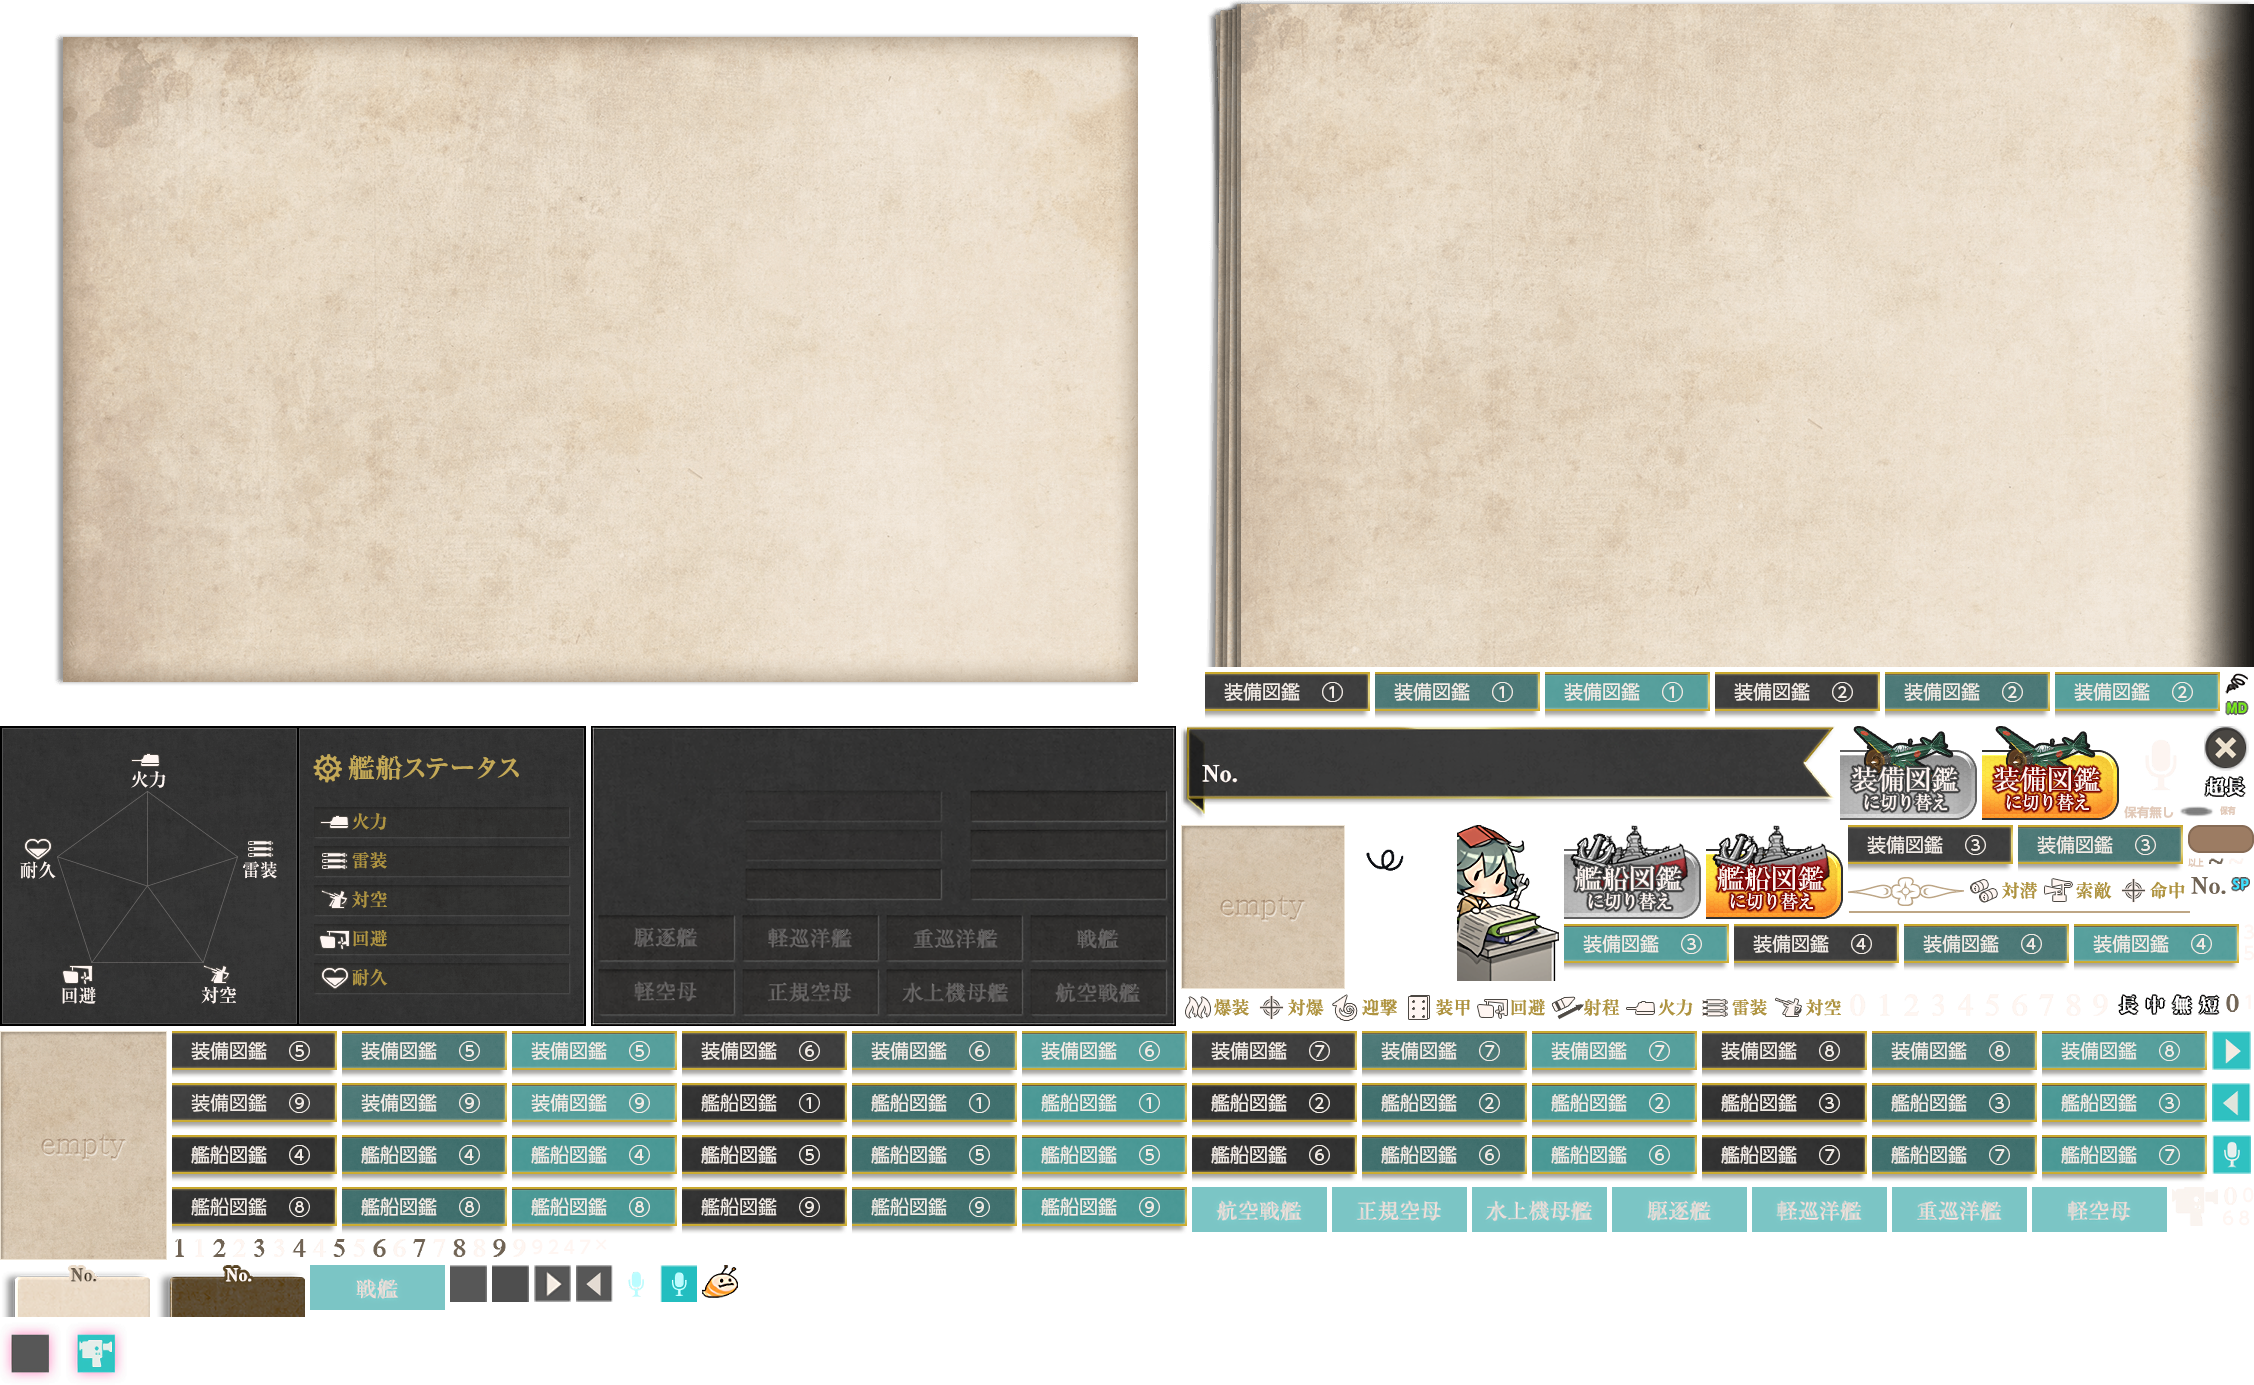 装備図鑑 ① 装備図鑑 ① 装備図鑑 ① 装備図鑑 ② 装備図鑑 ② 装備図鑑 ②
MD
火力
耐久
雷装
回避
対空
艦船ステータス
火力
雷装
対空
回避
耐久
駆逐艦 軽巡洋艦 重巡洋艦 戦艦
軽空母 正規空母 水上機母艦 航空戦艦
No.
装備図鑑
に切り替え
装備図鑑
に切り替え
超長
保有無し 保有
empty
艦船図鑑
に切り替え
艦船図鑑
に切り替え
装備図鑑 ③ 装備図鑑 ③
以上 ~
対潜 索敵 命中 No. SP
装備図鑑 ③ 装備図鑑 ④ 装備図鑑 ④ 装備図鑑 ④
爆装 対爆 迎撃 装甲 回避 射程 火力 雷装 対空 0 1 2 3 4 5 6 7 8 9 長 中 無 短 0
empty
装備図鑑 ⑤ 装備図鑑 ⑤ 装備図鑑 ⑤ 装備図鑑 ⑥ 装備図鑑 ⑥ 装備図鑑 ⑥ 装備図鑑 ⑦ 装備図鑑 ⑦ 装備図鑑 ⑦ 装備図鑑 ⑧ 装備図鑑 ⑧ 装備図鑑 ⑧
装備図鑑 ⑨ 装備図鑑 ⑨ 装備図鑑 ⑨ 艦船図鑑 ① 艦船図鑑 ① 艦船図鑑 ① 艦船図鑑 ② 艦船図鑑 ② 艦船図鑑 ② 艦船図鑑 ③ 艦船図鑑 ③ 艦船図鑑 ③
艦船図鑑 ④ 艦船図鑑 ④ 艦船図鑑 ④ 艦船図鑑 ⑤ 艦船図鑑 ⑤ 艦船図鑑 ⑤ 艦船図鑑 ⑥ 艦船図鑑 ⑥ 艦船図鑑 ⑥ 艦船図鑑 ⑦ 艦船図鑑 ⑦ 艦船図鑑 ⑦
艦船図鑑 ⑧ 艦船図鑑 ⑧ 艦船図鑑 ⑧ 艦船図鑑 ⑨ 艦船図鑑 ⑨ 艦船図鑑 ⑨ 航空戦艦 正規空母 水上機母艦 駆逐艦 軽巡洋艦 重巡洋艦 軽空母
1 1 2 2 3 3 4 4 5 5 6 6 7 7 8 8 9 9
No. No.
戦艦